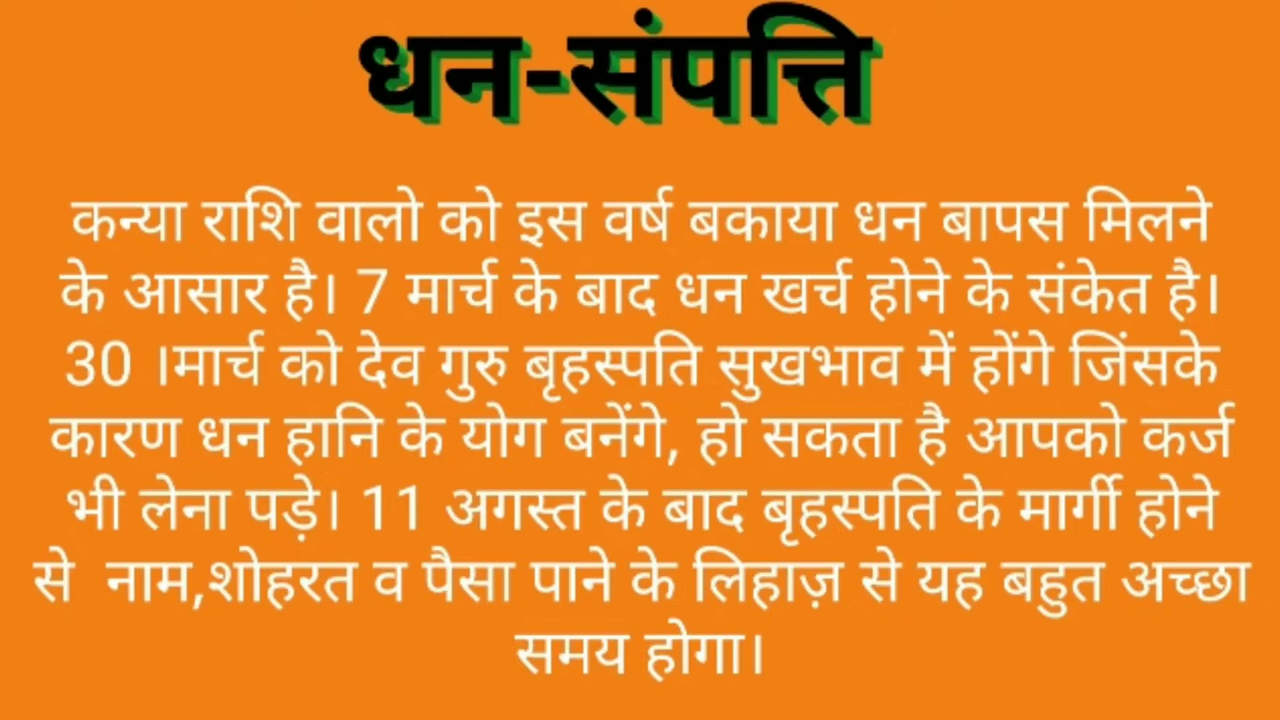 धन-संपत्ति
कन्या राशि वालो को इस वर्ष बकाया धन बापस मिलने
के आसार है। 7 मार्च के बाद धन खर्च होने के संकेत है।
30 ।मार्च को देव गुरु बृहस्पति सुखभाव में होंगे जिंसके
कारण धन हानि के योग बनेंगे, हो सकता है आपको कर्ज
भी लेना पड़े। 11 अगस्त के बाद बृहस्पति के मार्गी होने
से  नाम,शोहरत व पैसा पाने के लिहाज़ से यह बहुत अच्छा
समय होगा।